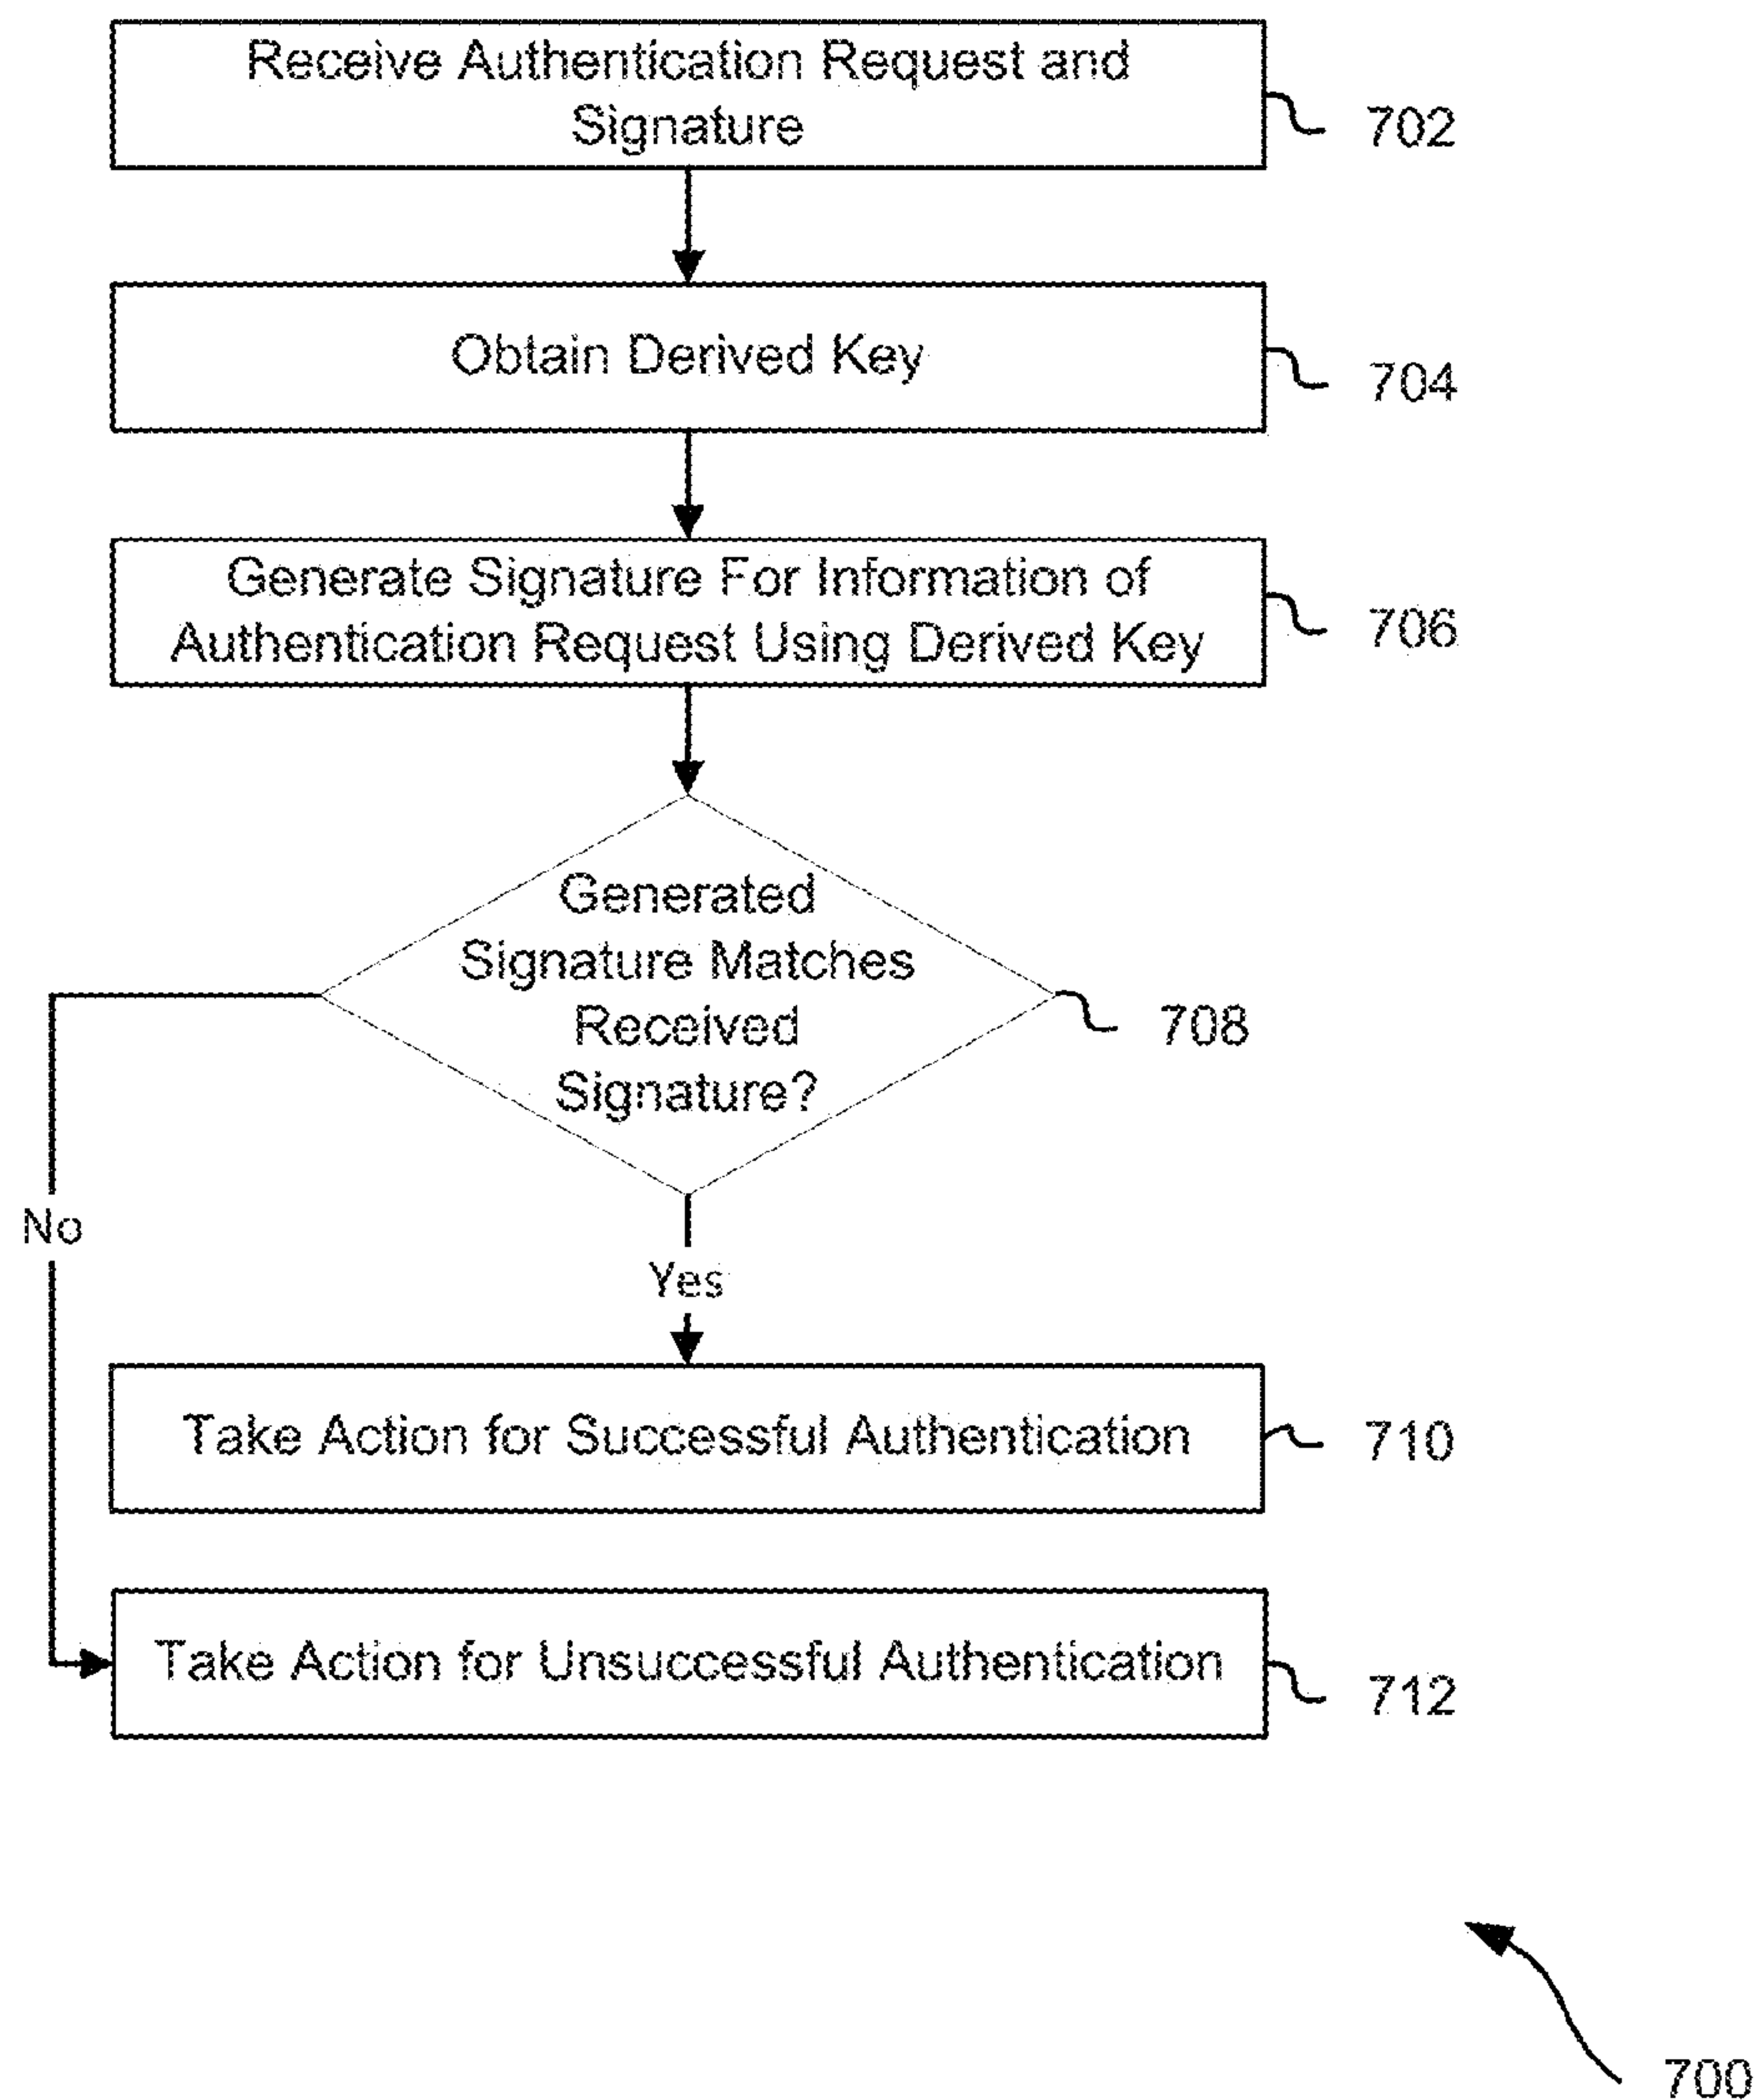 Receive Authentication Request and
Signature
702
Obtain Derived Key
704
Generate Signature For Information of
Authentication Request Using Derived Key
706
Generated
Signature Matches
Received
Signature?
708
No
Yes
Take Action for Successful Authentication
710
Take Action for Unsuccessful Authentication
712
700